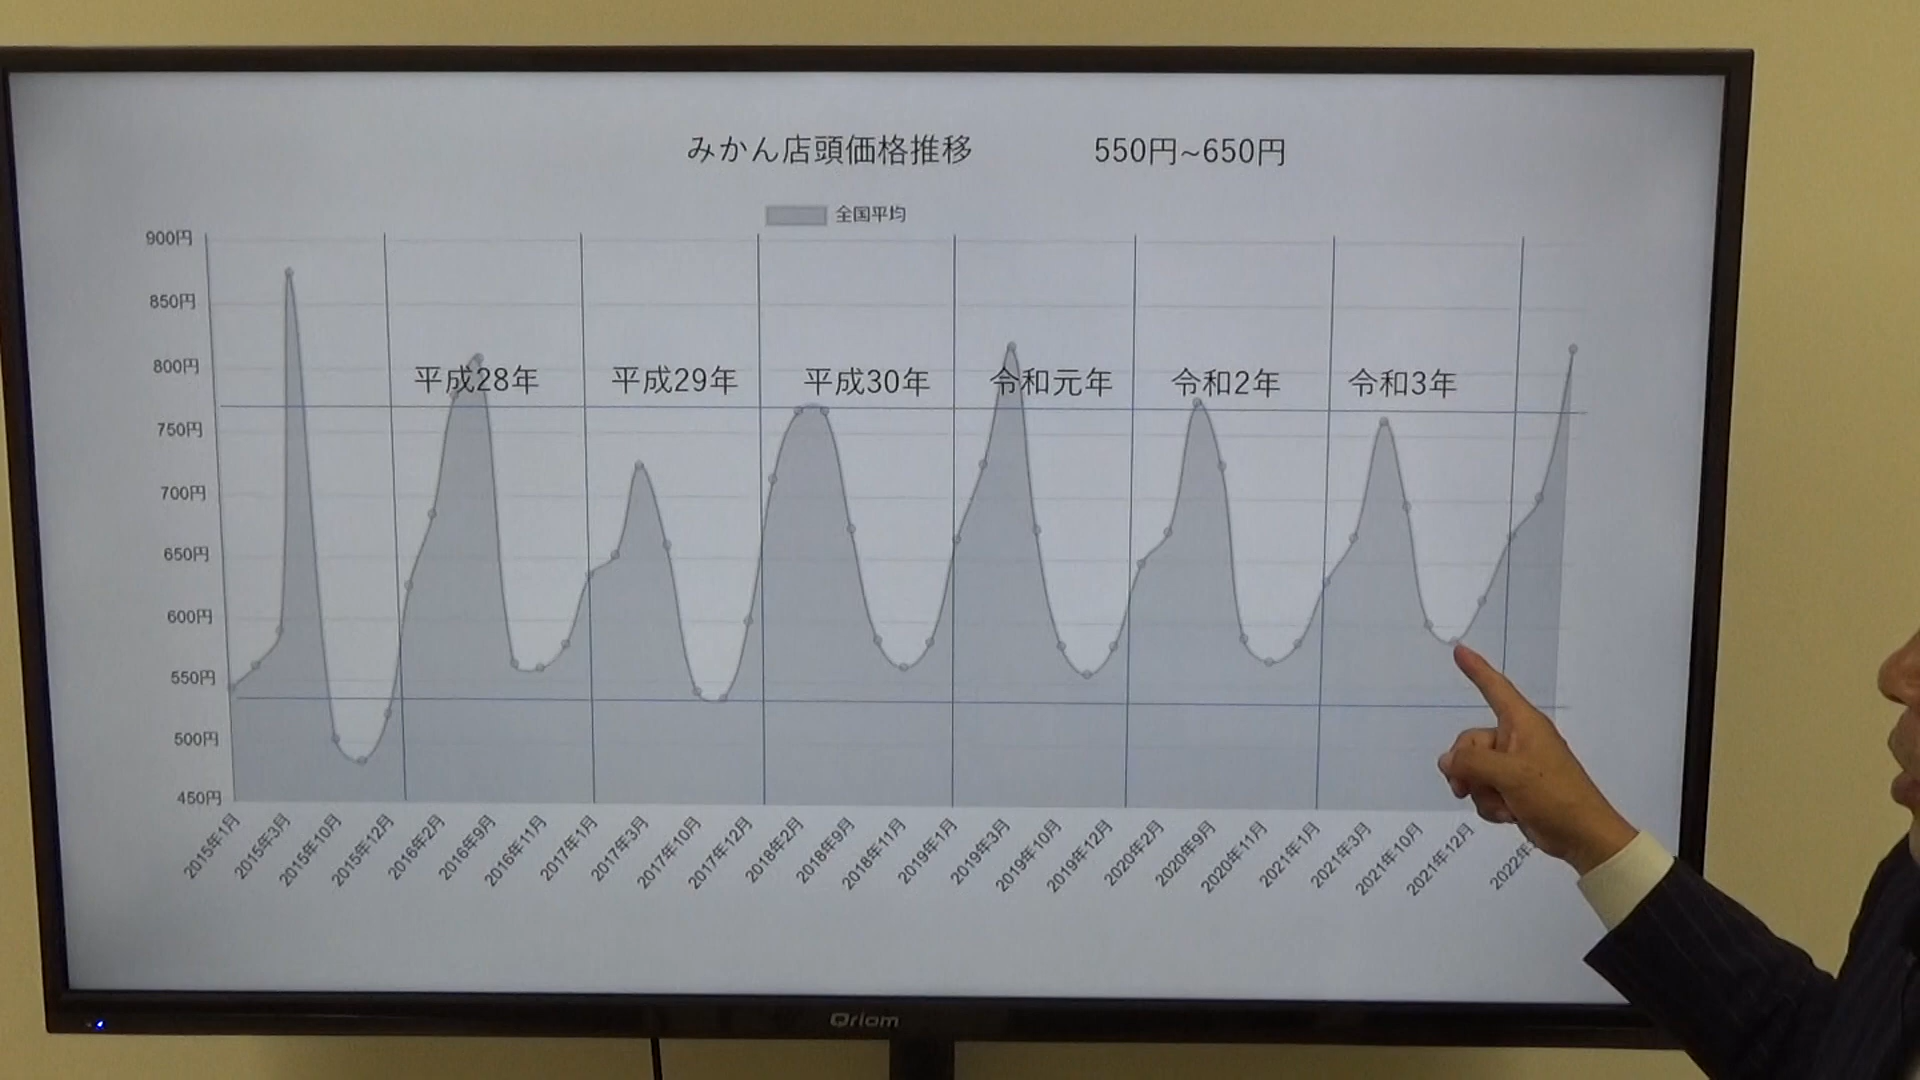 みかん店頭価格推移 550円~650円
全国平均
900円
850円
800円
750円
700円
650円
600円
550円
500円
450円
平成28年 平成29年 平成30年 令和元年 令和2年 令和3年
2015年1月 2015年3月 2015年10月 2015年12月 2016年2月 2016年9月 2016年11月 2017年1月 2017年3月 2017年10月 2017年12月 2018年2月 2018年9月 2018年11月 2019年1月 2019年3月 2019年10月 2019年12月 2020年2月 2020年9月 2020年11月 2021年1月 2021年3月 2021年10月 2021年12月 2022年
Qriom